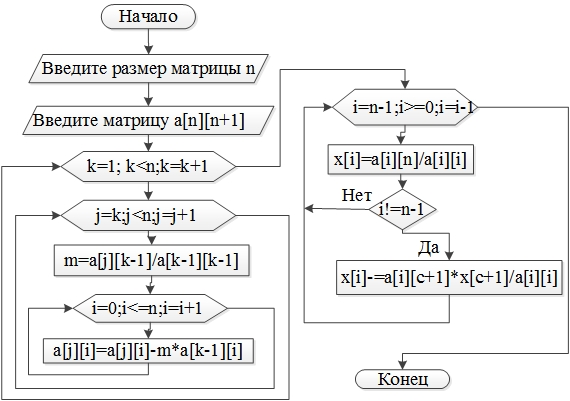 Начало
Введите размер матрицы n
Введите матрицу a[n][n+1]
k=1; k<n;k=k+1
j=k;j<n;j=j+1
m=a[j][k-1]/a[k-1][k-1]
i=0;i<=n;i=i+1
a[j][i]=a[j][i]-m*a[k-1][i]
i=n-1;i>=0;i=i-1
x[i]=a[i][n]/a[i][i]
Нет
i!=n-1
Да
x[i]-=a[i][c+1]*x[c+1]/a[i][i]
Конец